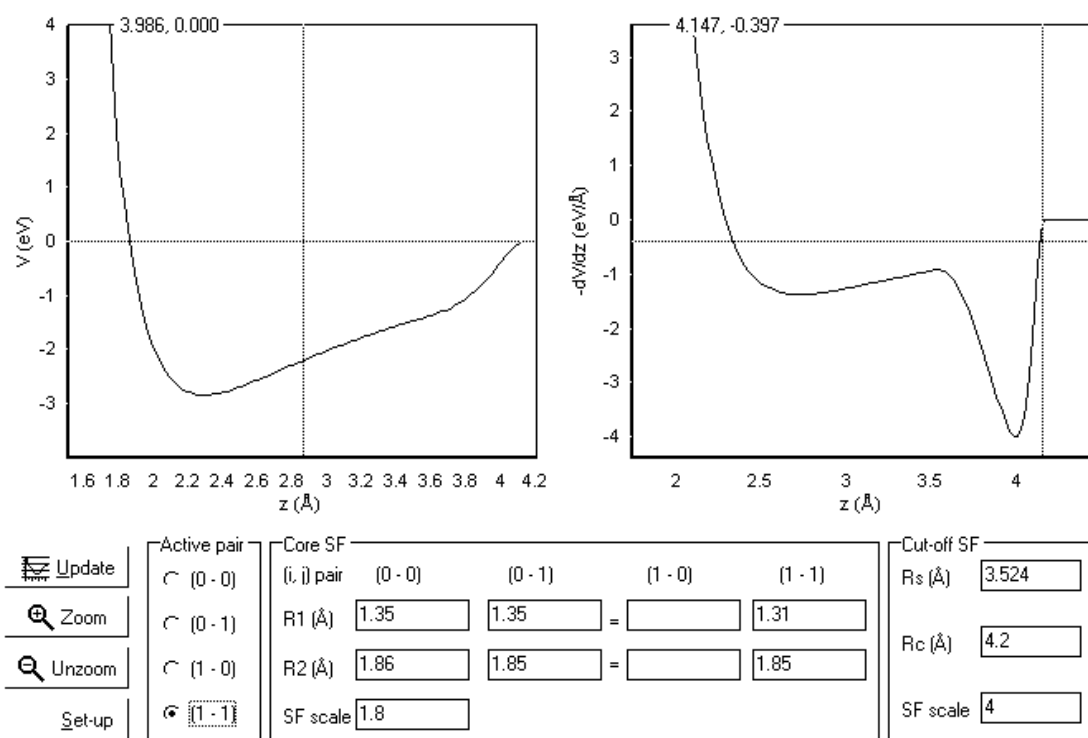 3.986, 0.000
4
3
2
1
0
-1
-2
-3
V (eV)
1.6 1.8 2 2.2 2.4 2.6 2.8 3 3.2 3.4 3.6 3.8 4 4.2
z (Å)
4.147, -0.397
3
2
1
0
-1
-2
-3
-4
-dV/dz (eV/Å)
2 2.5 3 3.5 4
z (Å)
Update
Zoom
Unzoom
Set-up
Active pair
(0 - 0)
(0 - 1)
(1 - 0)
(1 - 1)
Core SF
(i, j) pair (0 - 0) (0 - 1) (1 - 0) (1 - 1)
R1 (Å) 1.35 1.35 = 1.31
R2 (Å) 1.86 1.85 = 1.85
SF scale 1.8
Cut-off SF
Rs (Å) 3.524
Rc (Å) 4.2
SF scale 4